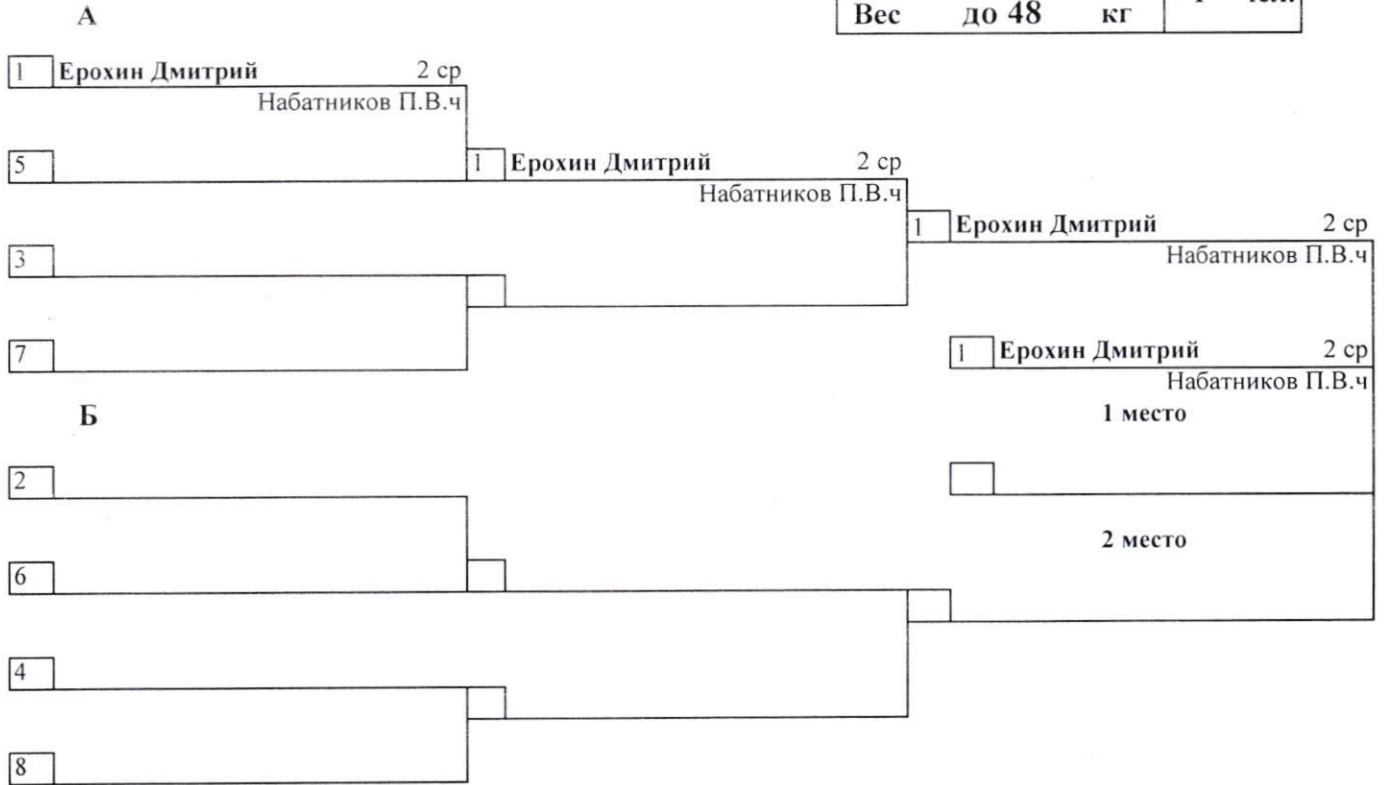 А
Вес до 48 кг
1 Ерохин Дмитрий 2 ср
Набатников П.В.ч
5
1 Ерохин Дмитрий 2 ср
Набатников П.В.ч
1 Ерохин Дмитрий 2 ср
Набатников П.В.ч
3
7
1 Ерохин Дмитрий 2 ср
Набатников П.В.ч
1 место
Б
2
2 место
6
4
8